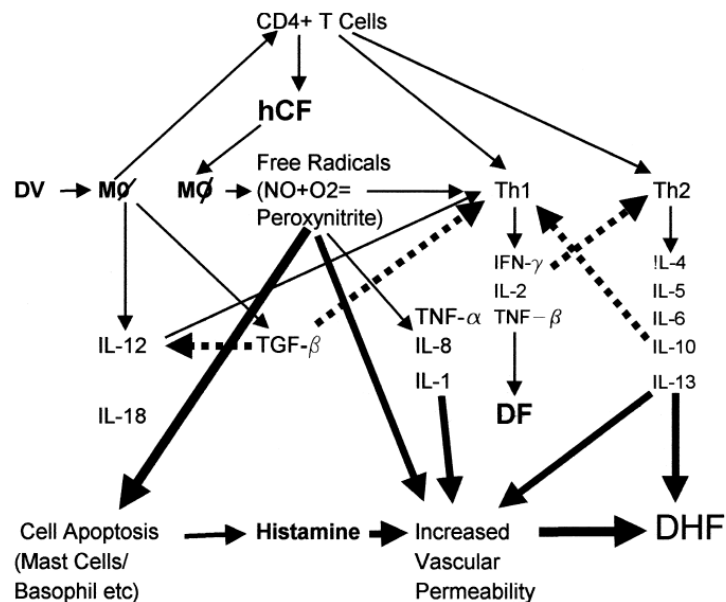 CD4+ T Cells
hCF
Free Radicals
DV
MØ
MØ
(NO+O2=
Peroxynitrite)
Th1
Th2
IFN-γ
IL-2
TNF-β
!L-4
IL-5
IL-6
IL-10
IL-13
TNF-α
IL-8
IL-1
IL-12
TGF-β
IL-18
DF
Cell Apoptosis
(Mast Cells/
Basophil etc)
Histamine
Increased
Vascular
Permeability
DHF